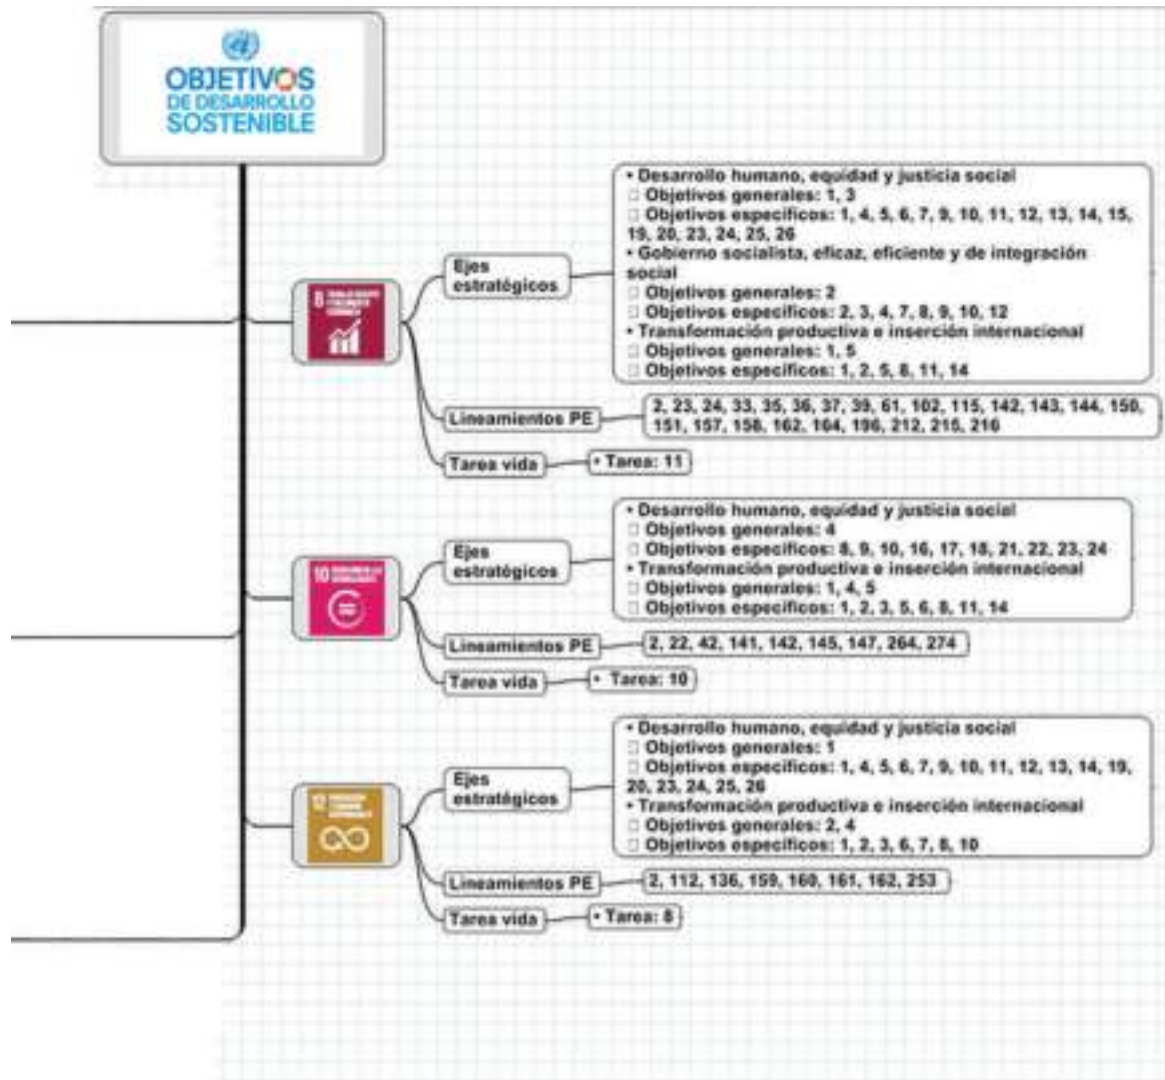 OBJETIVOS
DE DESARROLLO
SOSTENIBLE
8
Ejes
estratégicos
• Desarrollo humano, equidad y justicia social
□ Objetivos generales: 1, 3
□ Objetivos específicos: 1, 4, 5, 6, 7, 9, 10, 11, 12, 13, 14, 15,
19, 20, 23, 24, 25, 26
• Gobierno socialista, eficaz, eficiente y de integración
social
□ Objetivos generales: 2
□ Objetivos específicos: 2, 3, 4, 7, 8, 9, 10, 12
• Transformación productiva e inserción internacional
□ Objetivos generales: 1, 5
□ Objetivos específicos: 1, 2, 5, 8, 11, 14
Lineamientos PE
2, 23, 24, 33, 35, 36, 37, 39, 61, 102, 115, 142, 143, 144, 150,
151, 157, 158, 162, 164, 196, 212, 215, 216
Tarea vida
• Tarea: 11
10
Ejes
estratégicos
• Desarrollo humano, equidad y justicia social
□ Objetivos generales: 4
□ Objetivos específicos: 8, 9, 10, 16, 17, 18, 21, 22, 23, 24
• Transformación productiva e inserción internacional
□ Objetivos generales: 1, 4, 5
□ Objetivos específicos: 1, 2, 3, 5, 6, 8, 11, 14
Lineamientos PE
2, 22, 42, 141, 142, 145, 147, 264, 274
Tarea vida
• Tarea: 10
12
Ejes
estratégicos
• Desarrollo humano, equidad y justicia social
□ Objetivos generales: 1
□ Objetivos específicos: 1, 4, 5, 6, 7, 9, 10, 11, 12, 13, 14, 19,
20, 23, 24, 25, 26
• Transformación productiva e inserción internacional
□ Objetivos generales: 2, 4
□ Objetivos específicos: 1, 2, 3, 6, 7, 8, 10
Lineamientos PE
2, 112, 136, 159, 160, 161, 162, 253
Tarea vida
• Tarea: 8